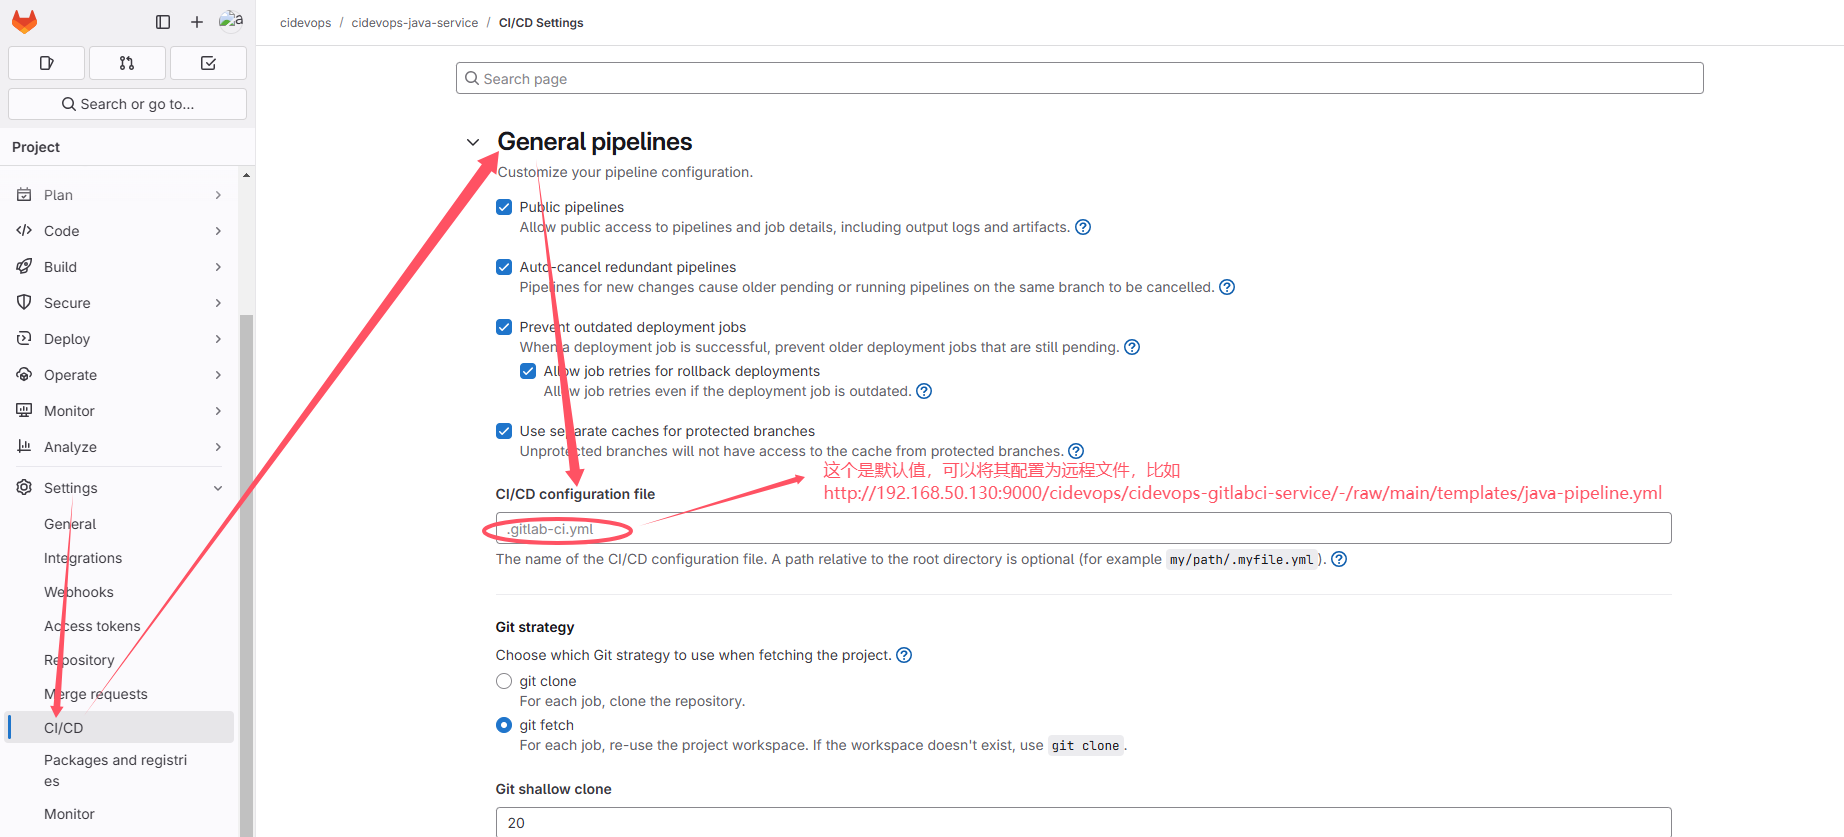 a
cidevops / cidevops-java-service / CI/CD Settings
Search or go to...
Search page
Project
Plan
Code
Build
Secure
Deploy
Operate
Monitor
Analyze
Settings
General
Integrations
Webhooks
Access tokens
Repository
Merge requests
CI/CD
Packages and registri
es
Monitor
General pipelines
Customize your pipeline configuration.
Public pipelines
Allow public access to pipelines and job details, including output logs and artifacts.
Auto-cancel redundant pipelines
Pipelines for new changes cause older pending or running pipelines on the same branch to be cancelled.
Prevent outdated deployment jobs
When a deployment job is successful, prevent older deployment jobs that are still pending.
Allow job retries for rollback deployments
Allow job retries even if the deployment job is outdated.
Use separate caches for protected branches
Unprotected branches will not have access to the cache from protected branches.
这个是默认值，可以将其配置为远程文件，比如
http://192.168.50.130:9000/cidevops/cidevops-gitlabci-service/-/raw/main/templates/java-pipeline.yml
CI/CD configuration file
.gitlab-ci.yml
The name of the CI/CD configuration file. A path relative to the root directory is optional (for example my/path/.myfile.yml ).
Git strategy
Choose which Git strategy to use when fetching the project.
git clone
For each job, clone the repository.
git fetch
For each job, re-use the project workspace. If the workspace doesn't exist, use git clone.
Git shallow clone
20